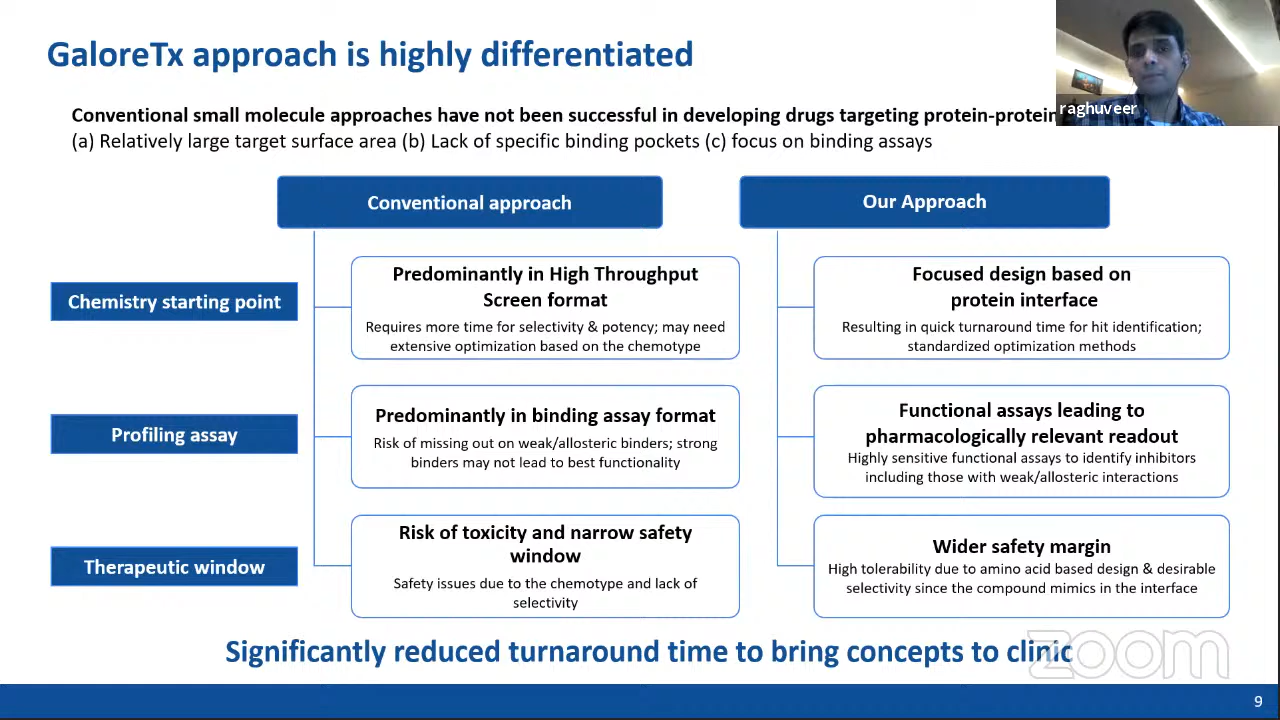 GaloreTx approach is highly differentiated
raghuveer
Conventional small molecule approaches have not been successful in developing drugs targeting protein-protein
(a) Relatively large target surface area (b) Lack of specific binding pockets (c) focus on binding assays
Conventional approach
Our Approach
Chemistry starting point
Predominantly in High Throughput
Screen format
Requires more time for selectivity & potency; may need
extensive optimization based on the chemotype
Focused design based on
protein interface
Resulting in quick turnaround time for hit identification;
standardized optimization methods
Profiling assay
Predominantly in binding assay format
Risk of missing out on weak/allosteric binders; strong
binders may not lead to best functionality
Functional assays leading to
pharmacologically relevant readout
Highly sensitive functional assays to identify inhibitors
including those with weak/allosteric interactions
Therapeutic window
Risk of toxicity and narrow safety
window
Safety issues due to the chemotype and lack of
selectivity
Wider safety margin
High tolerability due to amino acid based design & desirable
selectivity since the compound mimics in the interface
Significantly reduced turnaround time to bring concepts to clinic
zoom
9